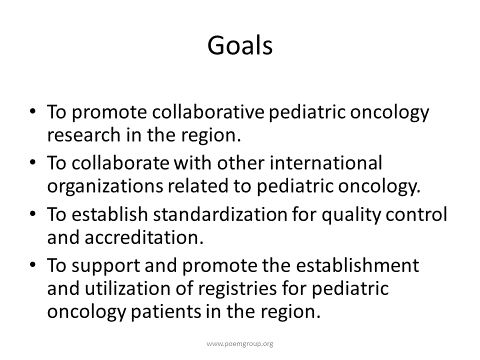 Goals
• To promote collaborative pediatric oncology
research in the region.
• To collaborate with other international
organizations related to pediatric oncology.
• To establish standardization for quality control
and accreditation.
• To support and promote the establishment
and utilization of registries for pediatric
oncology patients in the region.
www.poemgroup.org